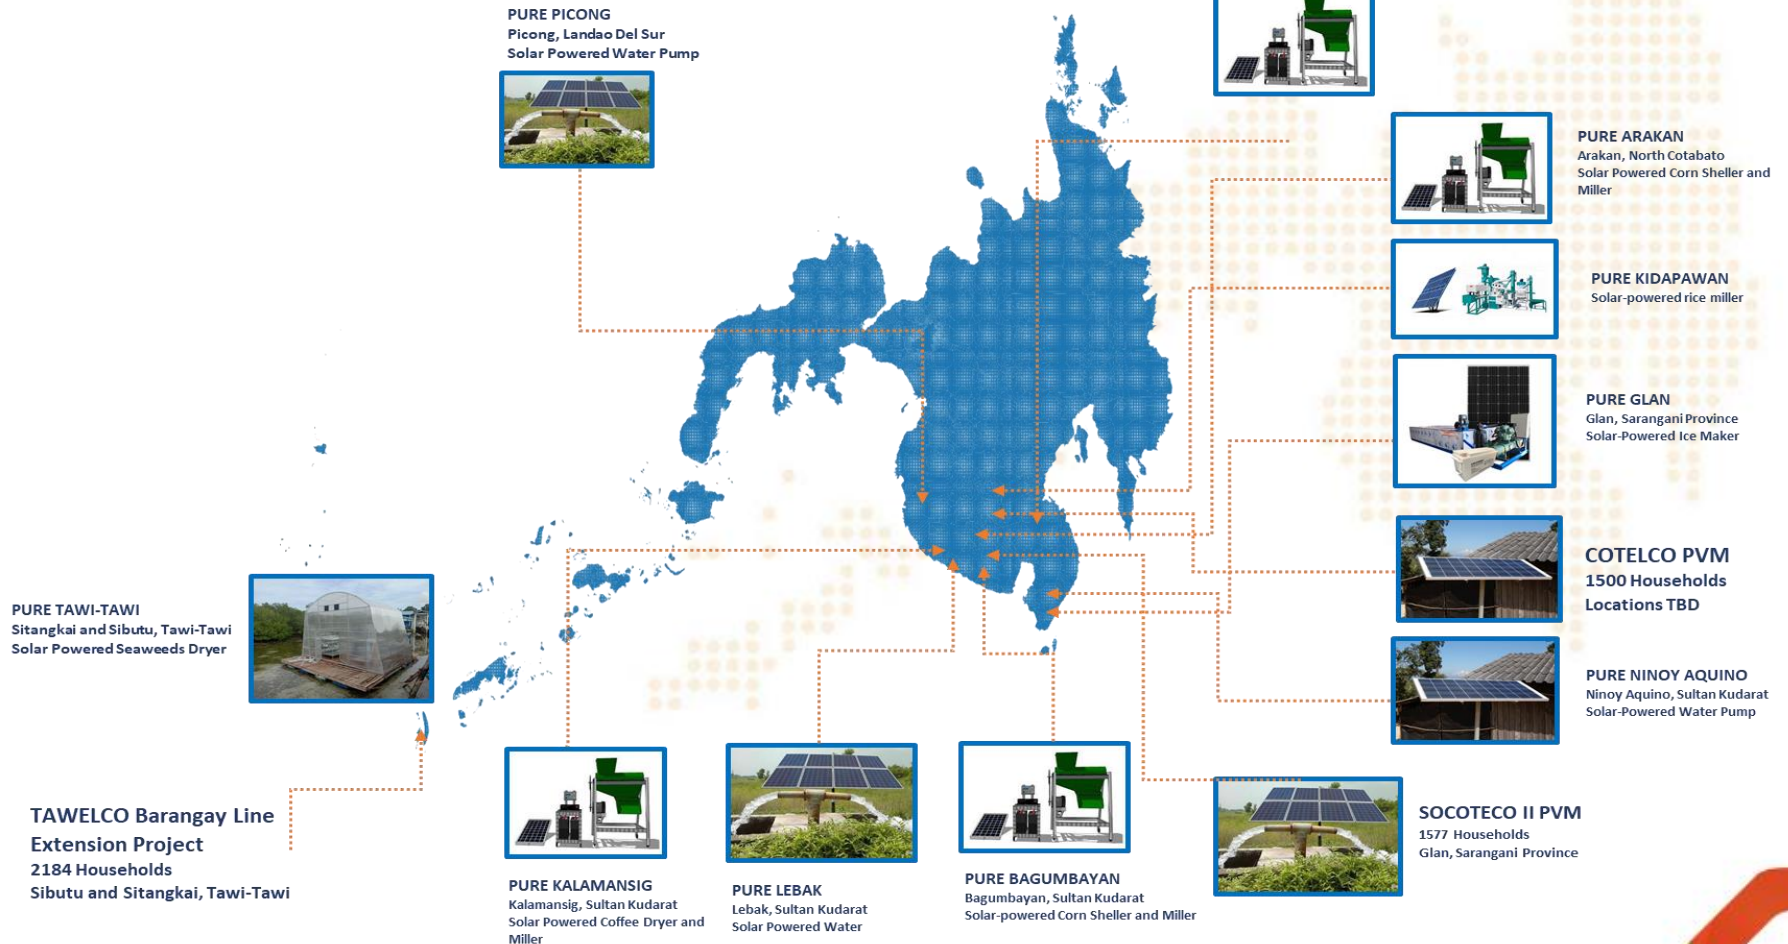 PURE PICONG
Picong, Landao Del Sur
Solar Powered Water Pump
PURE ARAKAN
Arakan, North Cotabato
Solar Powered Corn Sheller and
Miller
PURE KIDAPAWAN
Solar-powered rice miller
PURE GLAN
Glan, Sarangani Province
Solar-Powered Ice Maker
COTELCO PVM
1500 Households
Locations TBD
PURE TAWI-TAWI
Sitangkai and Sibutu, Tawi-Tawi
Solar Powered Seaweeds Dryer
PURE NINOY AQUINO
Ninoy Aquino, Sultan Kudarat
Solar-Powered Water Pump
TAWELCO Barangay Line
Extension Project
2184 Households
Sibutu and Sitangkai, Tawi-Tawi
PURE KALAMANSIG
Kalamansig, Sultan Kudarat
Solar Powered Coffee Dryer and
Miller
PURE LEBAK
Lebak, Sultan Kudarat
Solar Powered Water
PURE BAGUMBAYAN
Bagumbayan, Sultan Kudarat
Solar-powered Corn Sheller and Miller
SOCOTECO II PVM
1577 Households
Glan, Sarangani Province